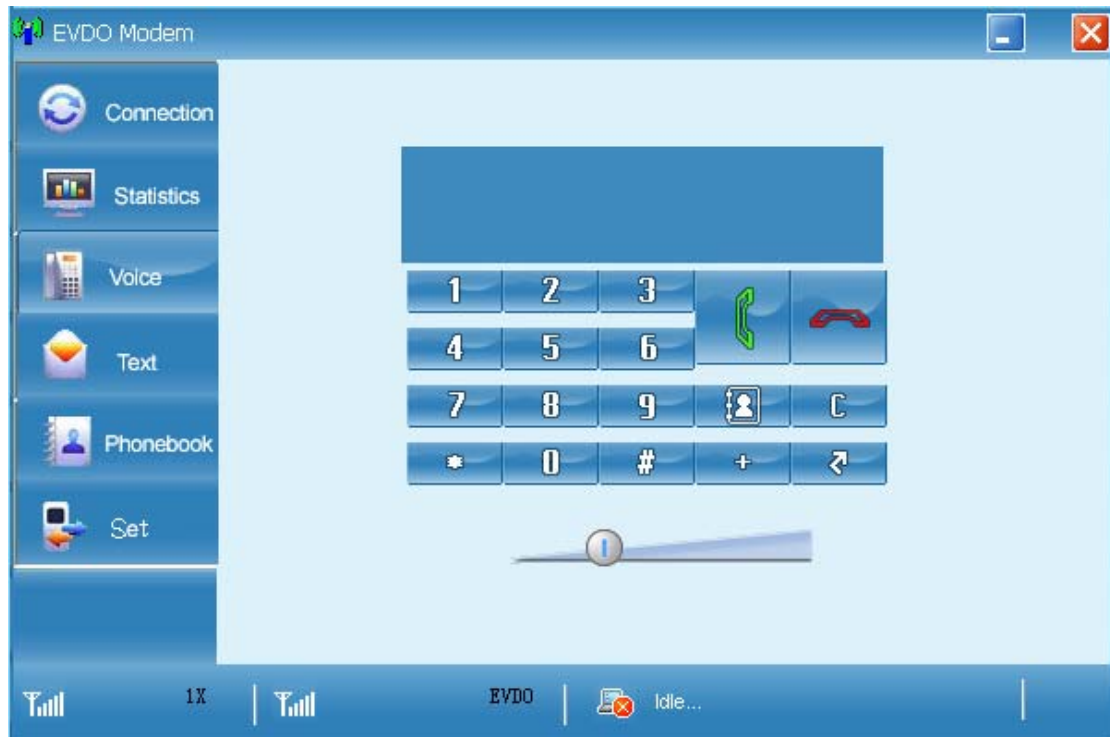 EVDO Modem
Connection
Statistics
Voice
Text
Phonebook
Set
1 2 3
4 5 6
7 8 9 C
* 0 # +
1X EVDO Idle...